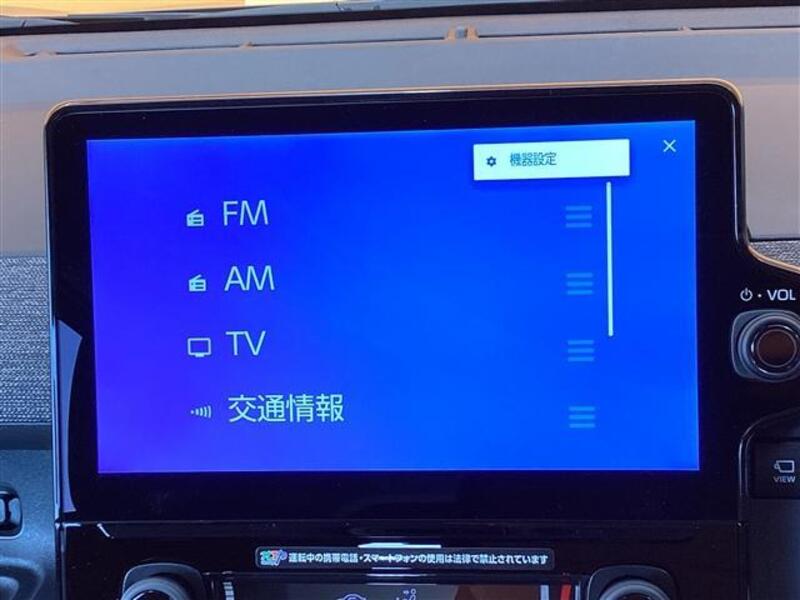 機器設定
FM
AM
TV
交通情報
VOL
VIEW
運転中の携帯電話・スマートフォンの使用は法律で禁止されています